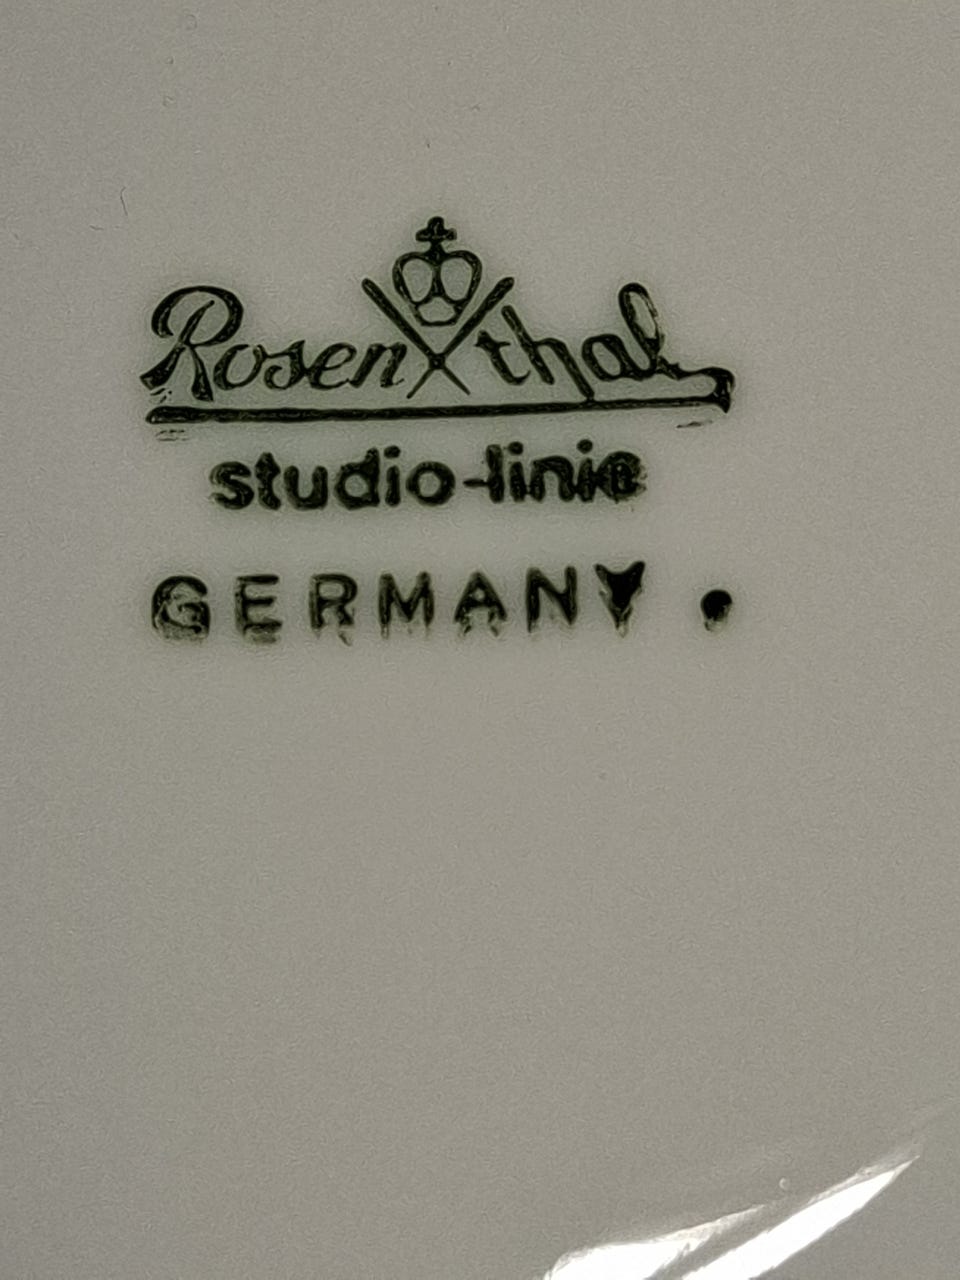 Rosenthal
studio-linie
GERMANY •